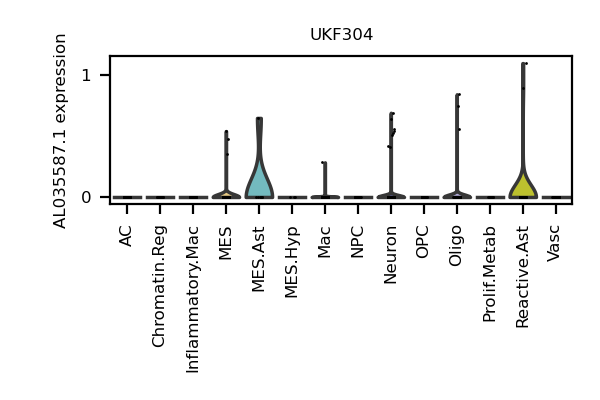 UKF304
AL035587.1 expression
1
0
AC
Chromatin.Reg
Inflammatory.Mac
MES
MES.Ast
MES.Hyp
Mac
NPC
Neuron
OPC
Oligo
Prolif.Metab
Reactive.Ast
Vasc